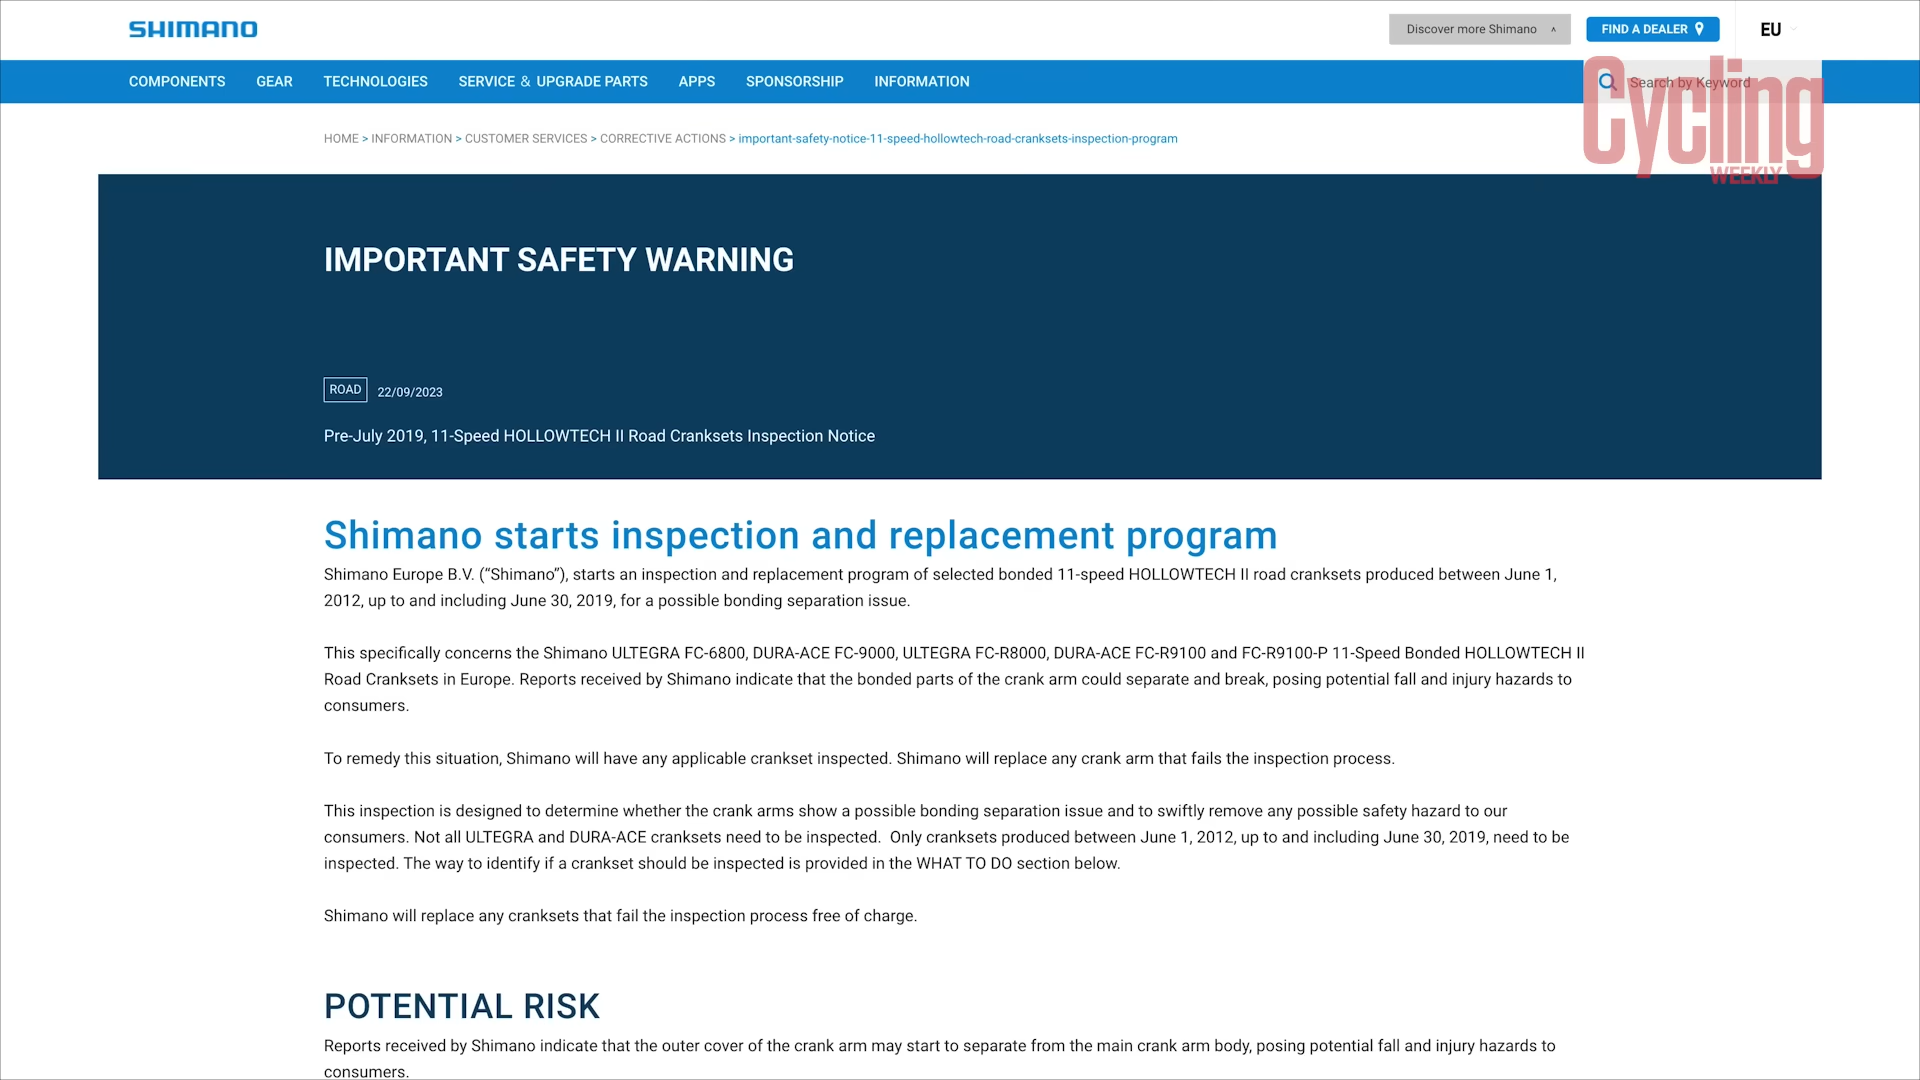 SHIMANO
Discover more Shimano ^
FIND A DEALER
EU
COMPONENTS GEAR TECHNOLOGIES SERVICE & UPGRADE PARTS APPS SPONSORSHIP INFORMATION
Search by Keyword
Cycling
WEEKLY
HOME > INFORMATION > CUSTOMER SERVICES > CORRECTIVE ACTIONS > important-safety-notice-11-speed-hollowtech-road-cranksets-inspection-program
IMPORTANT SAFETY WARNING
ROAD 22/09/2023
Pre-July 2019, 11-Speed HOLLOWTECH II Road Cranksets Inspection Notice
Shimano starts inspection and replacement program
Shimano Europe B.V. (“Shimano”), starts an inspection and replacement program of selected bonded 11-speed HOLLOWTECH II road cranksets produced between June 1,
2012, up to and including June 30, 2019, for a possible bonding separation issue.
This specifically concerns the Shimano ULTEGRA FC-6800, DURA-ACE FC-9000, ULTEGRA FC-R8000, DURA-ACE FC-R9100 and FC-R9100-P 11-Speed Bonded HOLLOWTECH II
Road Cranksets in Europe. Reports received by Shimano indicate that the bonded parts of the crank arm could separate and break, posing potential fall and injury hazards to
consumers.
To remedy this situation, Shimano will have any applicable crankset inspected. Shimano will replace any crank arm that fails the inspection process.
This inspection is designed to determine whether the crank arms show a possible bonding separation issue and to swiftly remove any possible safety hazard to our
consumers. Not all ULTEGRA and DURA-ACE cranksets need to be inspected.  Only cranksets produced between June 1, 2012, up to and including June 30, 2019, need to be
inspected. The way to identify if a crankset should be inspected is provided in the WHAT TO DO section below.
Shimano will replace any cranksets that fail the inspection process free of charge.
POTENTIAL RISK
Reports received by Shimano indicate that the outer cover of the crank arm may start to separate from the main crank arm body, posing potential fall and injury hazards to
consumers.